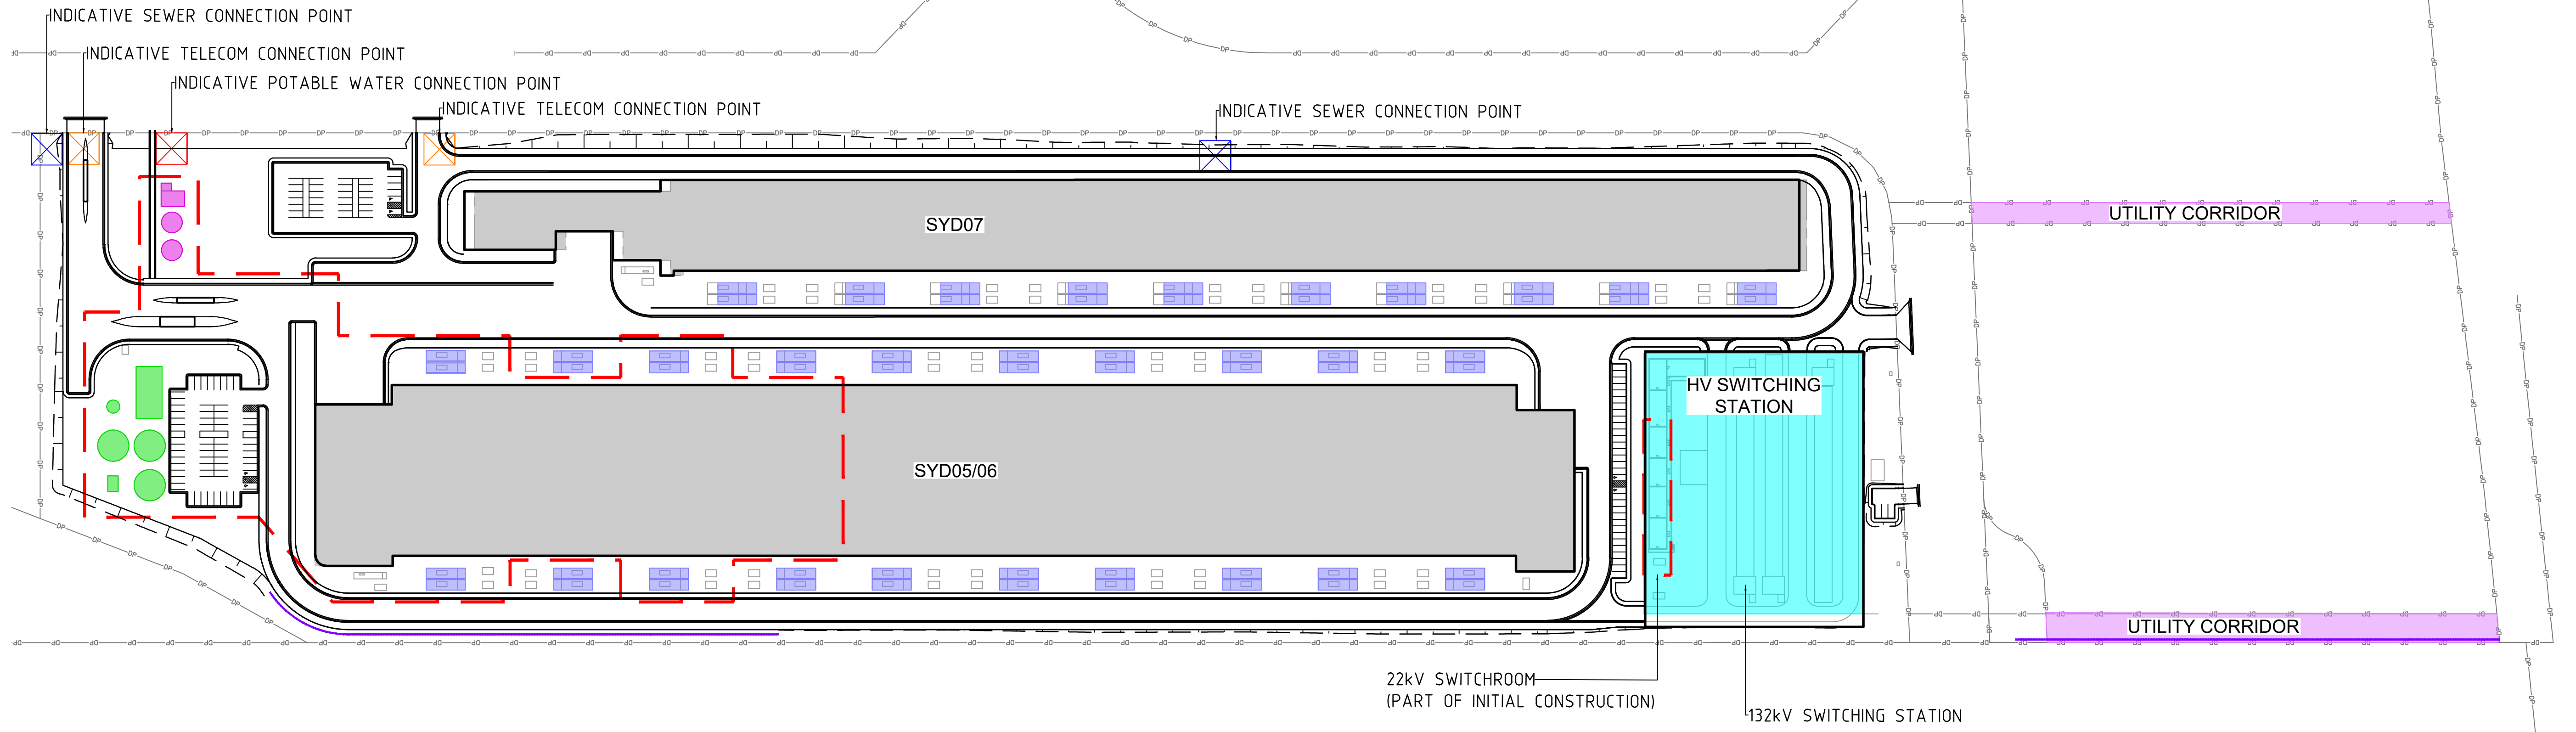 INDICATIVE SEWER CONNECTION POINT
INDICATIVE TELECOM CONNECTION POINT
INDICATIVE POTABLE WATER CONNECTION POINT
INDICATIVE TELECOM CONNECTION POINT
INDICATIVE SEWER CONNECTION POINT
SYD07
UTILITY CORRIDOR
HV SWITCHING
STATION
SYD05/06
UTILITY CORRIDOR
22kV SWITCHROOM
(PART OF INITIAL CONSTRUCTION)
132kV SWITCHING STATION